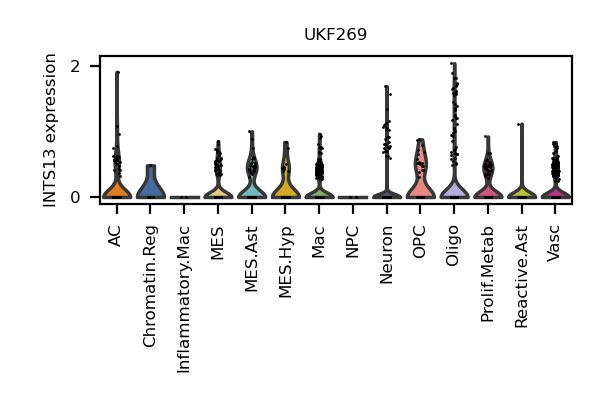 UKF269
INTS13 expression
2
0
AC
Chromatin.Reg
Inflammatory.Mac
MES
MES.Ast
MES.Hyp
Mac
NPC
Neuron
OPC
Oligo
Prolif.Metab
Reactive.Ast
Vasc